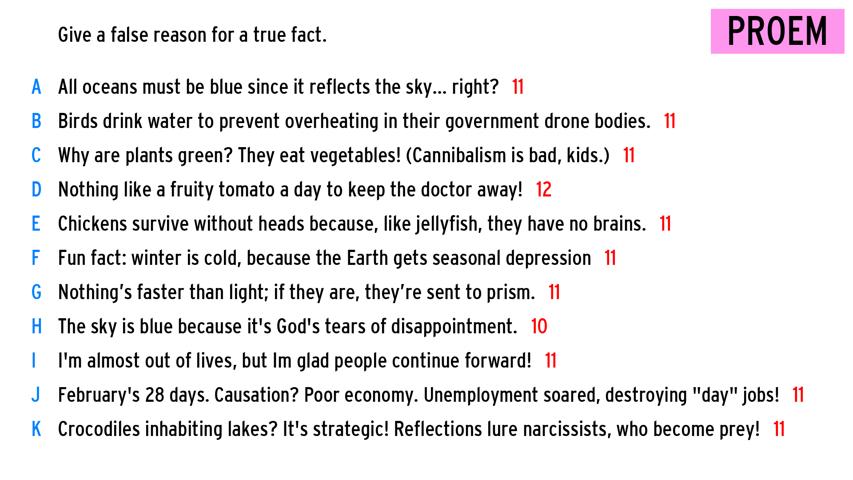 Give a false reason for a true fact.
PROEM
A All oceans must be blue since it reflects the sky... right? 11
B Birds drink water to prevent overheating in their government drone bodies. 11
C Why are plants green? They eat vegetables! (Cannibalism is bad, kids.) 11
D Nothing like a fruity tomato a day to keep the doctor away! 12
E Chickens survive without heads because, like jellyfish, they have no brains. 11
F Fun fact: winter is cold, because the Earth gets seasonal depression 11
G Nothing's faster than light; if they are, they're sent to prism. 11
H The sky is blue because it's God's tears of disappointment. 10
I I'm almost out of lives, but Im glad people continue forward! 11
J February's 28 days. Causation? Poor economy. Unemployment soared, destroying "day" jobs! 11
K Crocodiles inhabiting lakes? It's strategic! Reflections lure narcissists, who become prey! 11